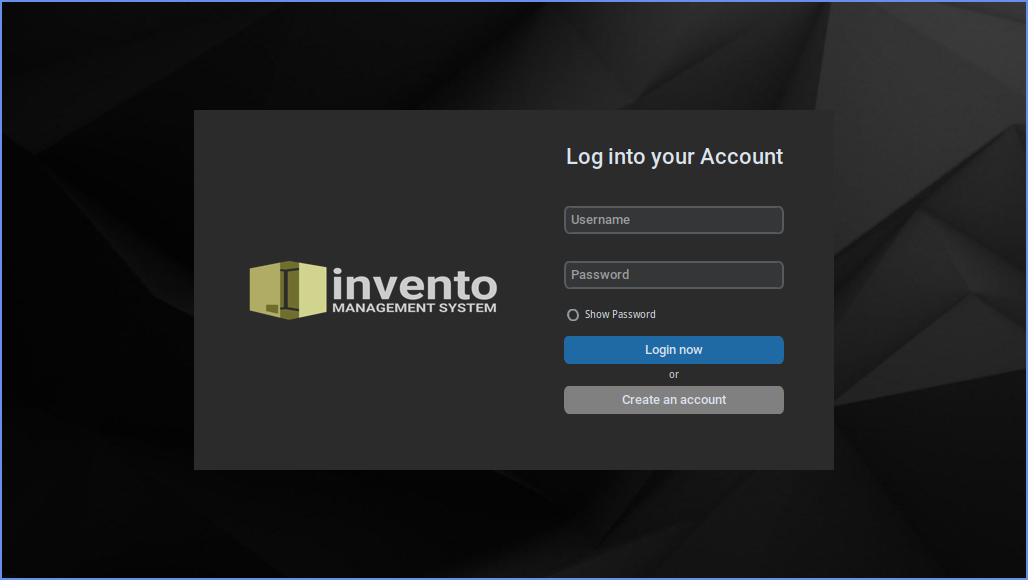 Log into your Account
Username
invento
MANAGEMENT SYSTEM
Password
Show Password
Login now
or
Create an account